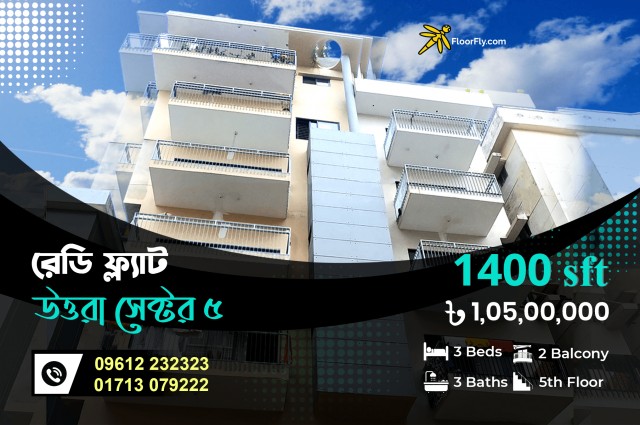 FloorFly.com
রেডি ফ্ল্যাট
উত্তরা সেক্টর ৫
1400 sft
৳ 1,05,00,000
3 Beds
2 Balcony
3 Baths
5th Floor
09612 232323
01713 079222